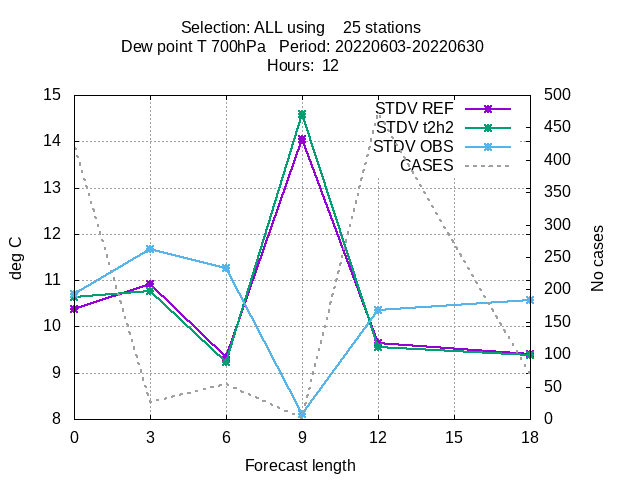 Selection: ALL using    25 stations
Dew point T 700hPa   Period: 20220603-20220630
Hours:  12
15 500
STDV REF
450
14 STDV t2h2
STDV OBS
400
CASES
13 350
300
12
250
11 200
150
10
100
9
50
8 0
deg C
No cases
0 3 6 9 12 15 18
Forecast length